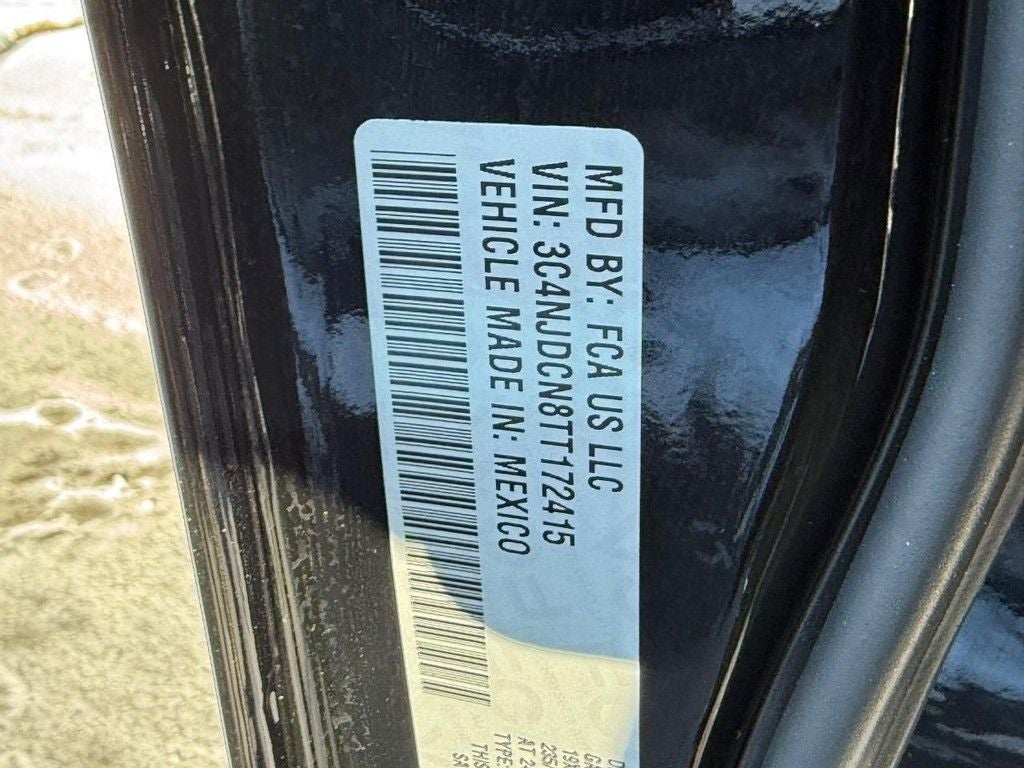 MFD BY: FCA US LLC
VIN: 3C4NJDCN8TT172415
VEHICLE MADE IN: MEXICO